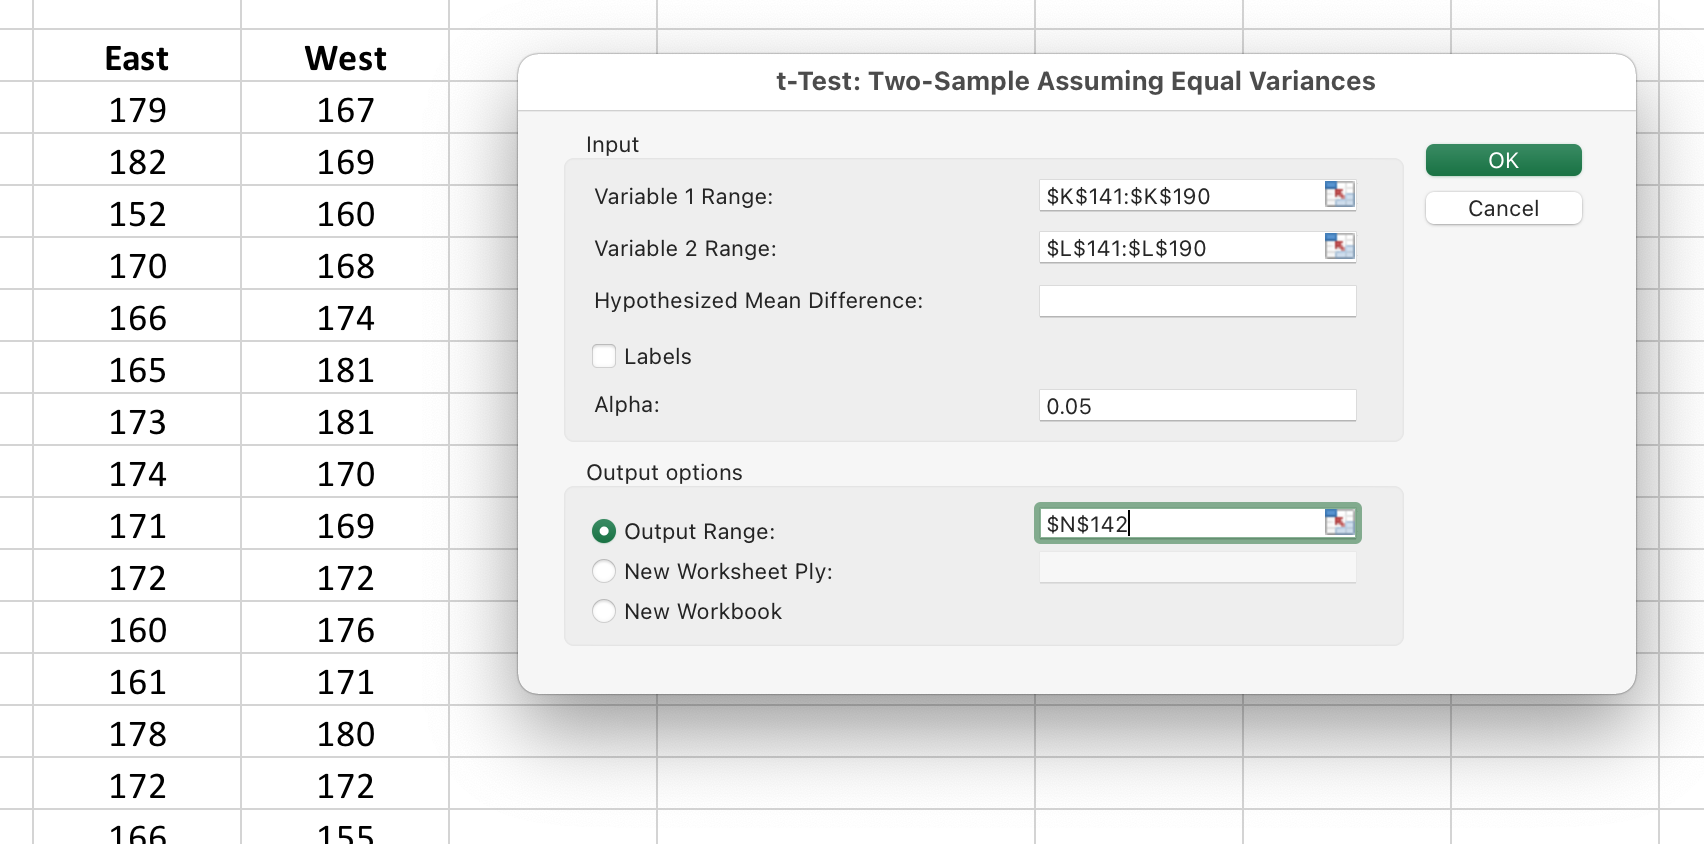 East West
179 167
182 169
152 160
170 168
166 174
165 181
173 181
174 170
171 169
172 172
160 176
161 171
178 180
172 172
166 155
t-Test: Two-Sample Assuming Equal Variances
Input
Variable 1 Range: $K$141:$K$190
Variable 2 Range: $L$141:$L$190
Hypothesized Mean Difference:
Labels
Alpha: 0.05
Output options
Output Range: $N$142
New Worksheet Ply:
New Workbook
OK
Cancel